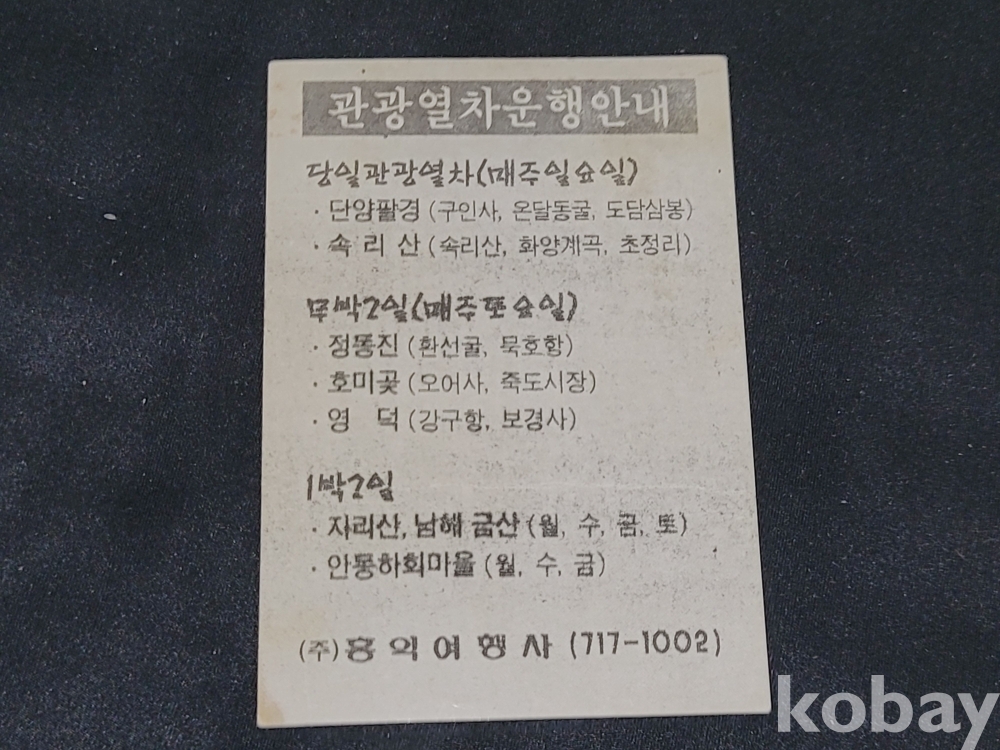 관광열차운행안내
당일관광열차(매주일요일)
· 단양팔경 (구인사, 온달동굴, 도담삼봉)
· 속 리 산 (속리산, 화양계곡, 초정리)
무박2일(매주토요일)
· 정동진 (환선굴, 묵호항)
· 호미곶 (오어사, 죽도시장)
· 영 덕 (강구항, 보경사)
1박2일
· 지리산, 남해 금산 (월, 수, 금, 토)
· 안동하회마을 (월, 수, 금)
(주) 홍 익 여 행 사 (717-1002)
kobay